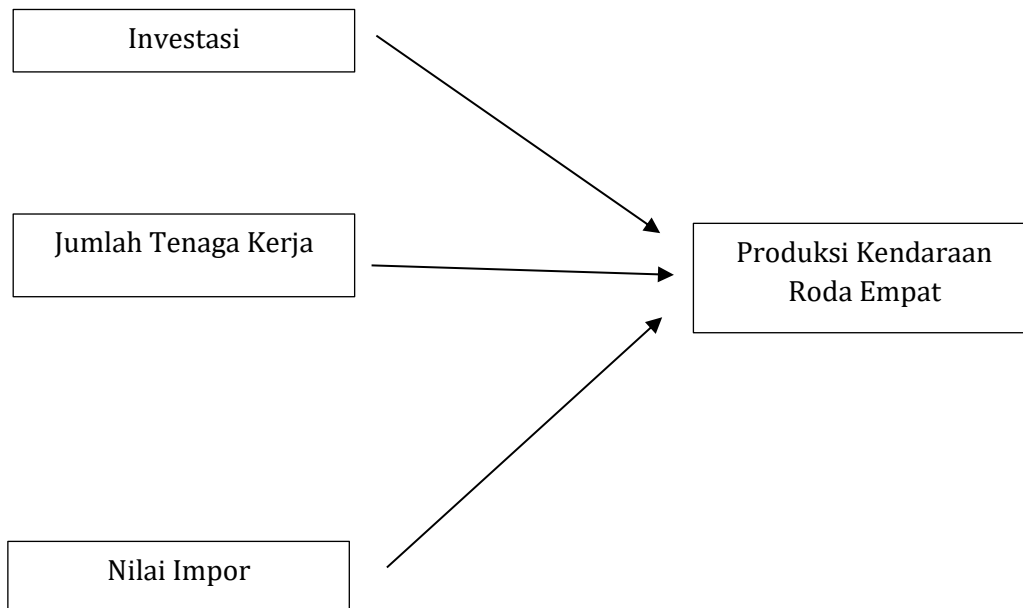 Investasi
Jumlah Tenaga Kerja
Produksi Kendaraan
Roda Empat
Nilai Impor